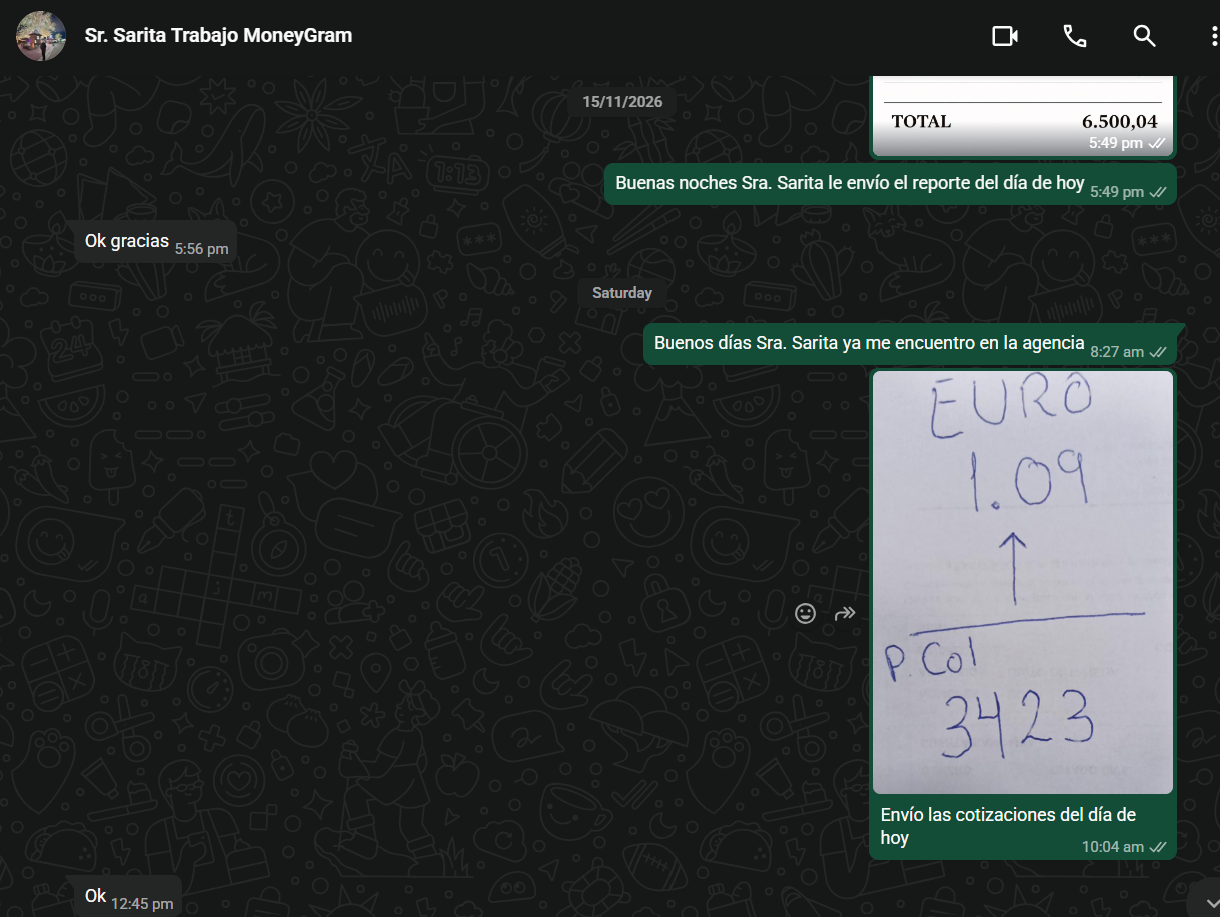 Sr. Sarita Trabajo MoneyGram
15/11/2026
TOTAL 6.500,04
5:49 pm
Buenas noches Sra. Sarita le envío el reporte del día de hoy 5:49 pm
Ok gracias 5:56 pm
Saturday
Buenos días Sra. Sarita ya me encuentro en la agencia 8:27 am
EURO
1.09
P. Col
3423
Envío las cotizaciones del día de
hoy 10:04 am
Ok 12:45 pm